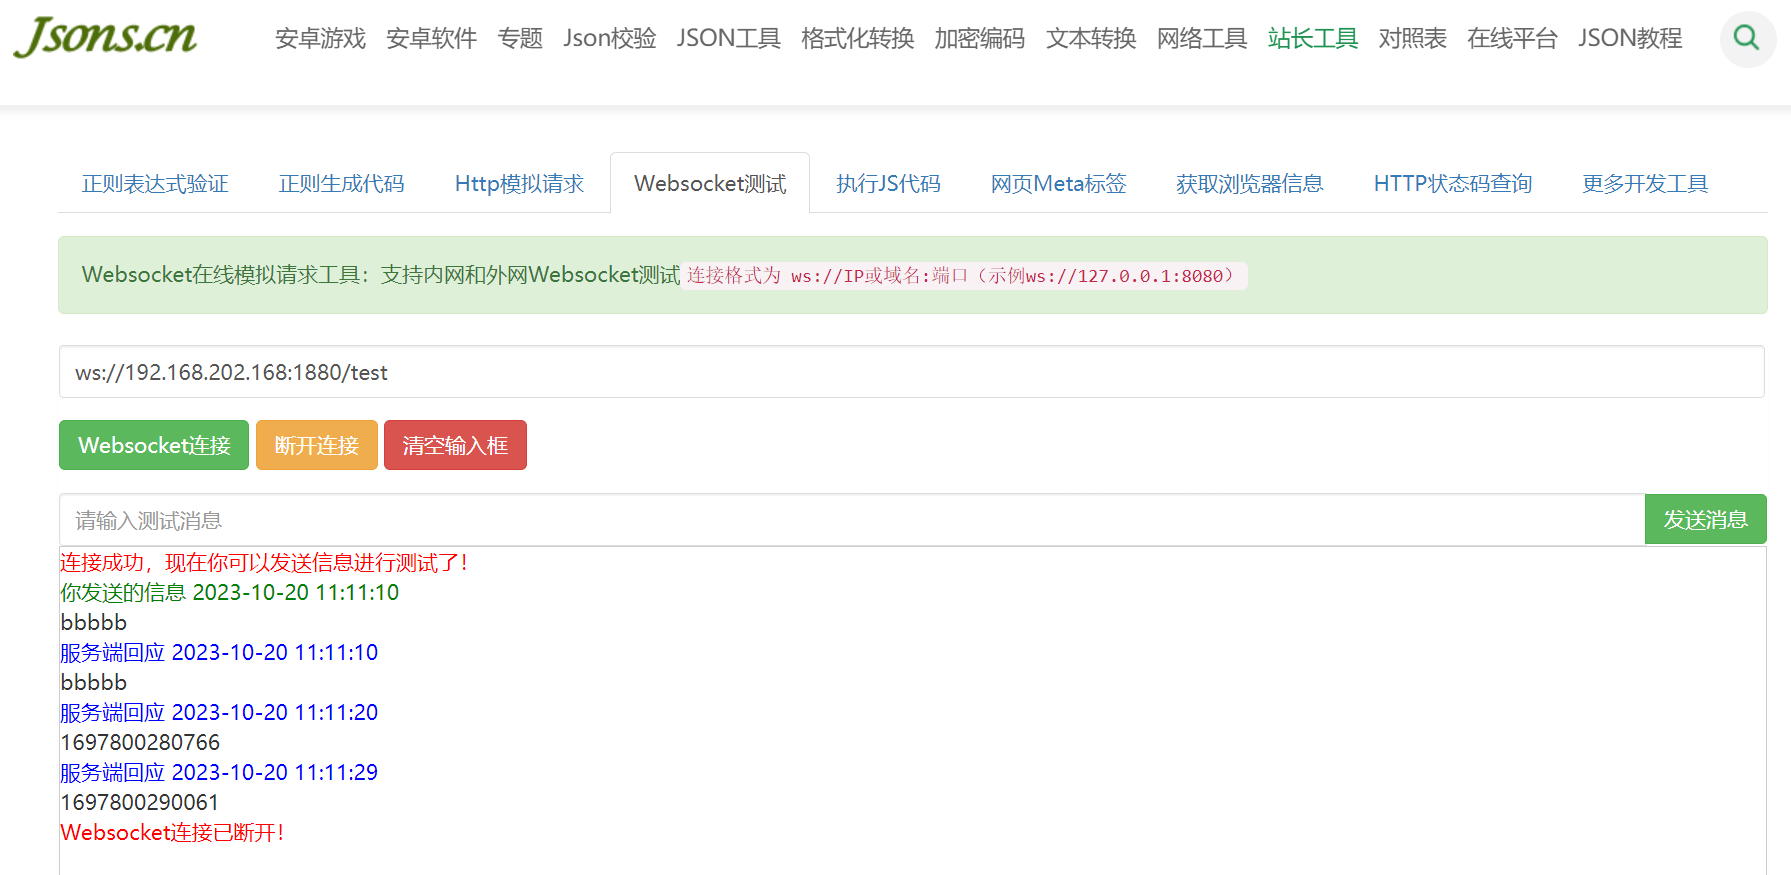 Jsons.cn 安卓游戏 安卓软件 专题 Json校验 JSON工具 格式化转换 加密编码 文本转换 网络工具 站长工具 对照表 在线平台 JSON教程
正则表达式验证 正则生成代码 Http模拟请求 Websocket测试 执行JS代码 网页Meta标签 获取浏览器信息 HTTP状态码查询 更多开发工具
Websocket在线模拟请求工具：支持内网和外网Websocket测试 连接格式为 ws://IP或域名:端口（示例ws://127.0.0.1:8080）
ws://192.168.202.168:1880/test
Websocket连接 断开连接 清空输入框
请输入测试消息 发送消息
连接成功，现在你可以发送信息进行测试了！
你发送的信息 2023-10-20 11:11:10
bbbbb
服务端回应 2023-10-20 11:11:10
bbbbb
服务端回应 2023-10-20 11:11:20
1697800280766
服务端回应 2023-10-20 11:11:29
1697800290061
Websocket连接已断开！